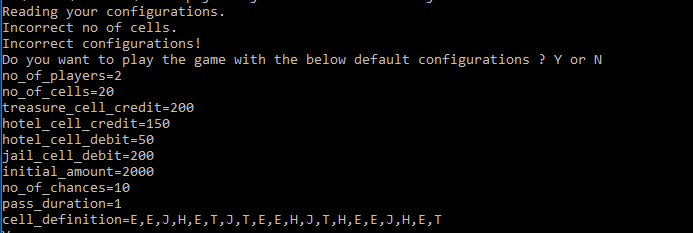 Reading your configurations.
Incorrect no of cells.
Incorrect configurations!
Do you want to play the game with the below default configurations ? Y or N
no_of_players=2
no_of_cells=20
treasure_cell_credit=200
hotel_cell_credit=150
hotel_cell_debit=50
jail_cell_debit=200
initial_amount=2000
no_of_chances=10
pass_duration=1
cell_definition=E,E,J,H,E,T,J,T,E,E,H,J,T,H,E,E,J,H,E,T